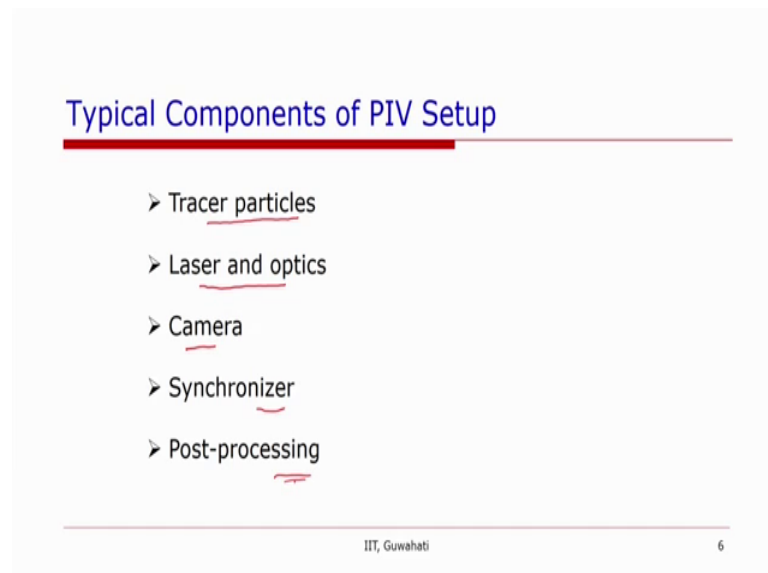 Typical Components of PIV Setup
➢ Tracer particles
➢ Laser and optics
➢ Camera
➢ Synchronizer
➢ Post-processing
IIT, Guwahati 6